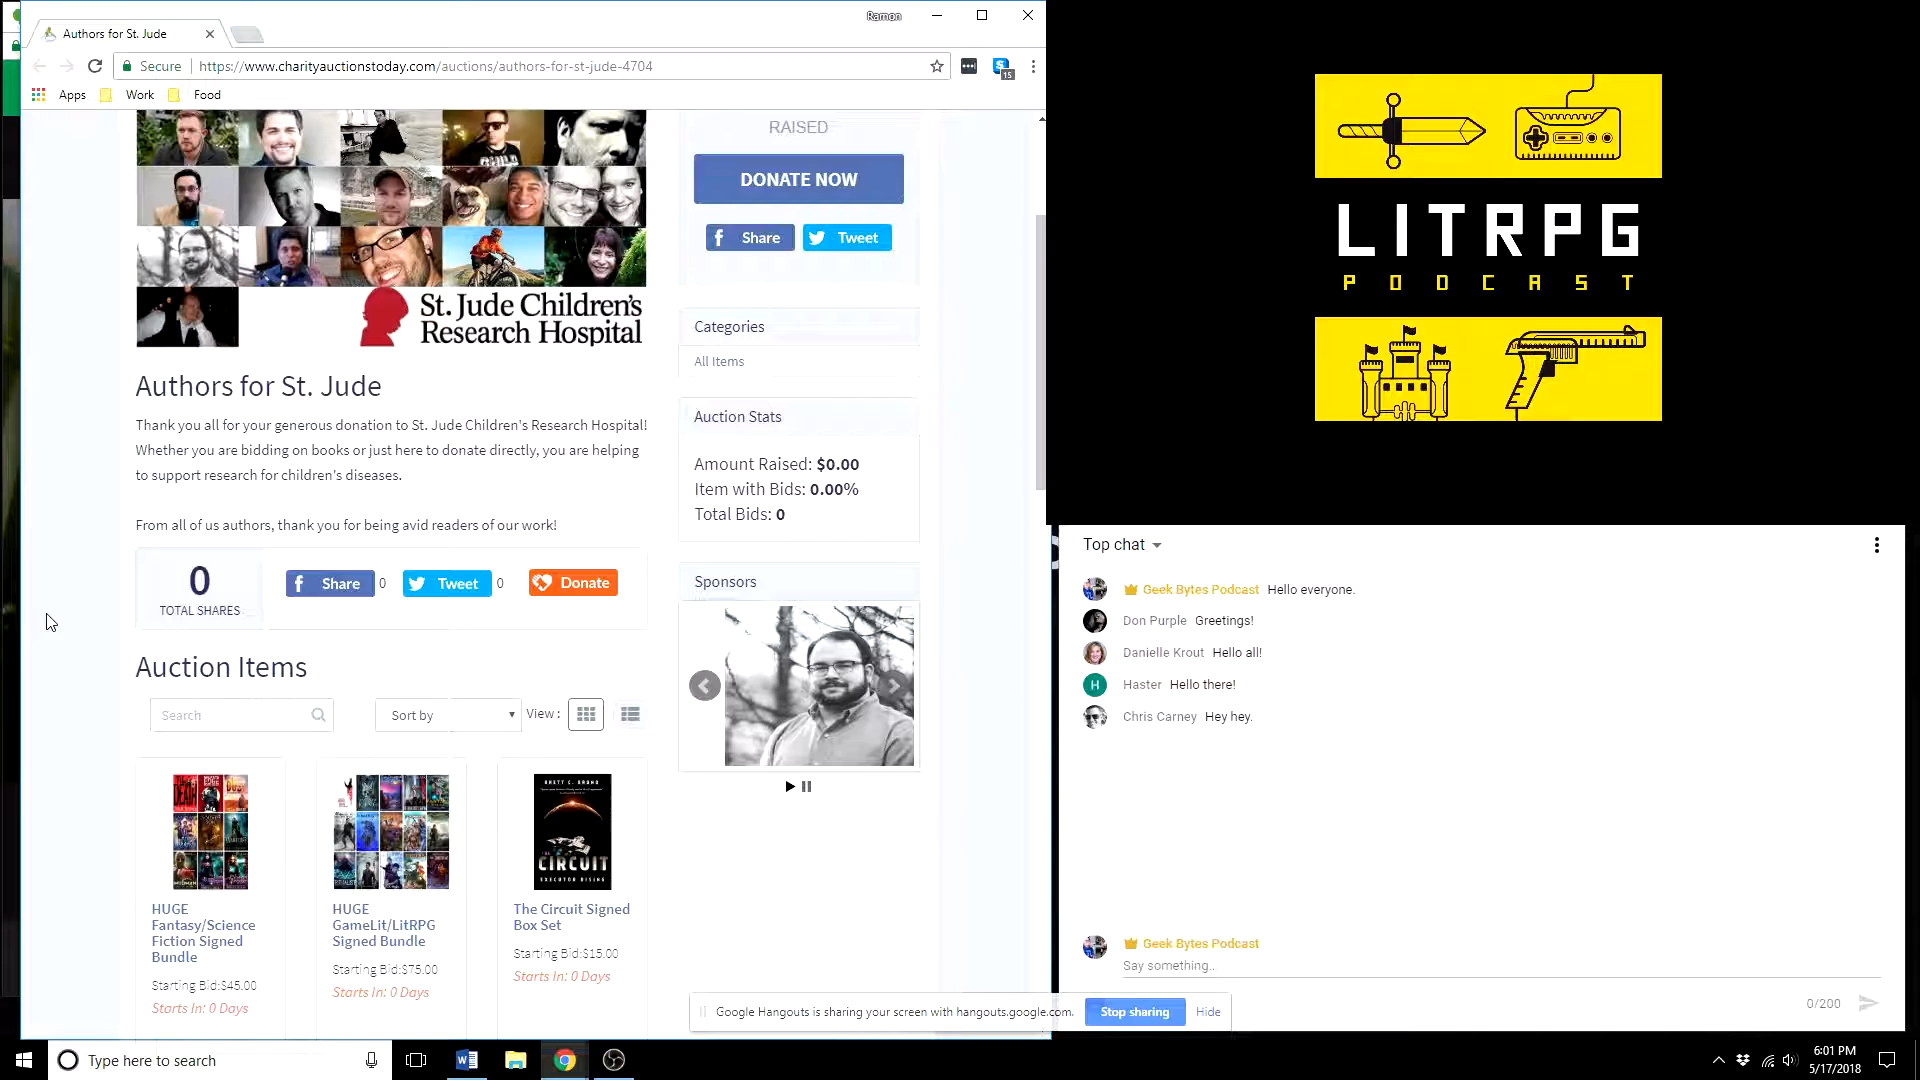 Ramon
Authors for St. Jude
Secure
https://www.charityauctionstoday.com/auctions/authors-for-st-jude-4704
15
Apps
Work
Food
RAISED
DONATE NOW
Share
Tweet
St. Jude Children's
Research Hospital
Categories
All Items
Authors for St. Jude
Thank you all for your generous donation to St. Jude Children's Research Hospital!
Whether you are bidding on books or just here to donate directly, you are helping
to support research for children's diseases.
From all of us authors, thank you for being avid readers of our work!
Auction Stats
Amount Raised: $0.00
Item with Bids: 0.00%
Total Bids: 0
0
TOTAL SHARES
Share 0
Tweet 0
Donate
Sponsors
Auction Items
Search
Sort by
View :
CIRCUIT
EXECUTOR RISING
HUGE
Fantasy/Science
Fiction Signed
Bundle
Starting Bid:$45.00
Starts In: 0 Days
HUGE
GameLit/LitRPG
Signed Bundle
Starting Bid:$75.00
Starts In: 0 Days
The Circuit Signed
Box Set
Starting Bid:$15.00
Starts In: 0 Days
LITRPG
PODCAST
Top chat
Geek Bytes Podcast Hello everyone.
Don Purple Greetings!
Danielle Krout Hello all!
H Haster Hello there!
Chris Carney Hey hey.
Geek Bytes Podcast
Say something..
0/200
Google Hangouts is sharing your screen with hangouts.google.com.
Stop sharing
Hide
Type here to search
6:01 PM
5/17/2018